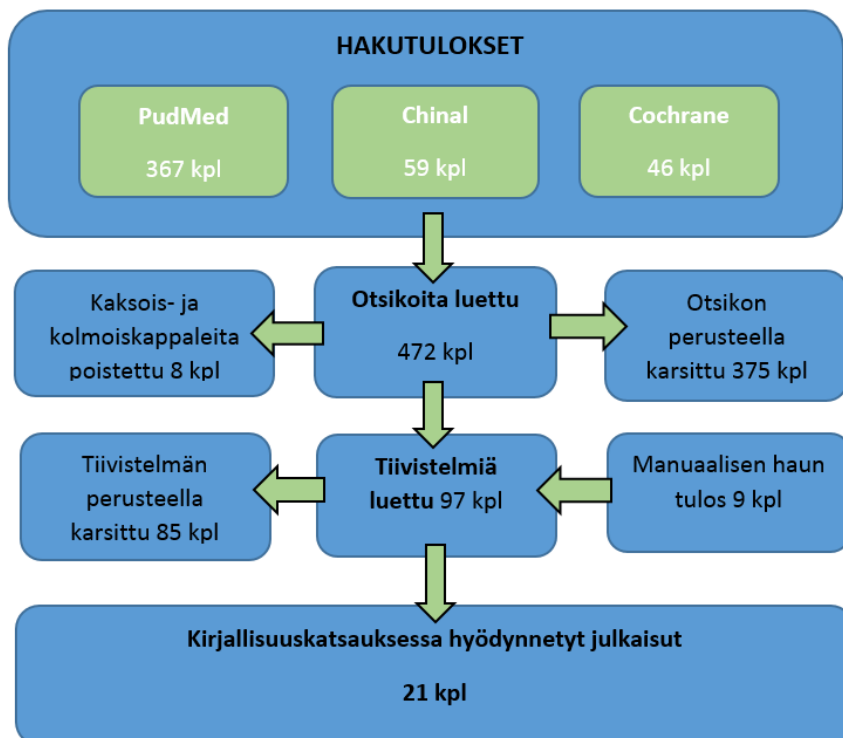 HAKUTULOKSET
PudMed
367 kpl
Chinal
59 kpl
Cochrane
46 kpl
Kaksois- ja
kolmoiskappaleita
poistettu 8 kpl
Otsikoita luettu
472 kpl
Otsikon
perusteella
karsittu 375 kpl
Tiivistelmän
perusteella
karsittu 85 kpl
Tiivistelmiä
luettu 97 kpl
Manuaalisen haun
tulos 9 kpl
Kirjallisuuskatsauksessa hyödynnetyt julkaisut
21 kpl